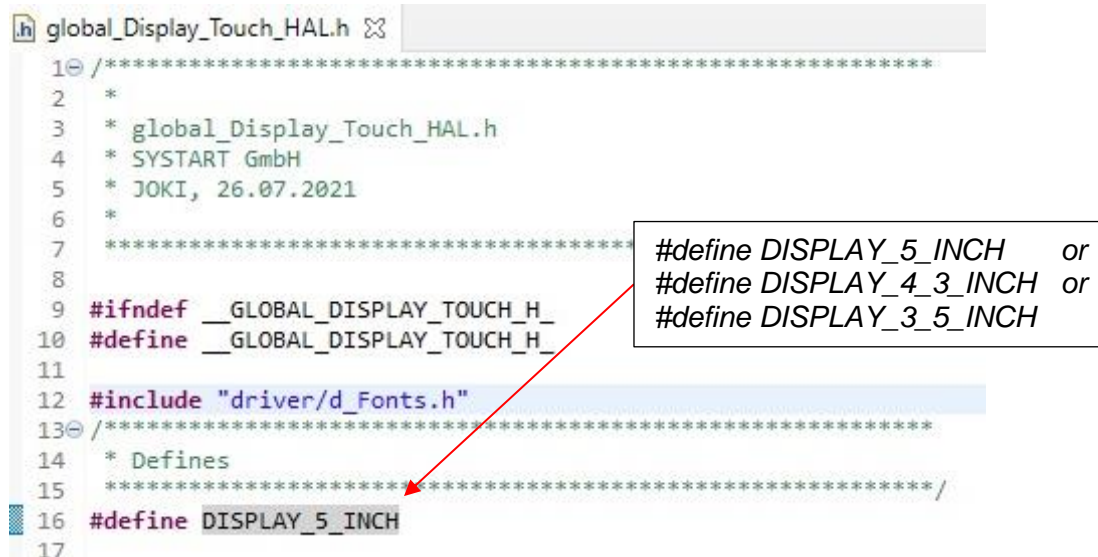 global_Display_Touch_HAL.h
1 /***********************************************************
2 *
3 * global_Display_Touch_HAL.h
4 * SYSTART GmbH
5 * JOKI, 26.07.2021
6 *
7 ***************************************
8
9 #ifndef __GLOBAL_DISPLAY_TOUCH_H_
10 #define __GLOBAL_DISPLAY_TOUCH_H_
11
12 #include "driver/d_Fonts.h"
13 /***********************************************************
14 * Defines
15 ***********************************************************/
16 #define DISPLAY_5_INCH
17
#define DISPLAY_5_INCH or
#define DISPLAY_4_3_INCH or
#define DISPLAY_3_5_INCH